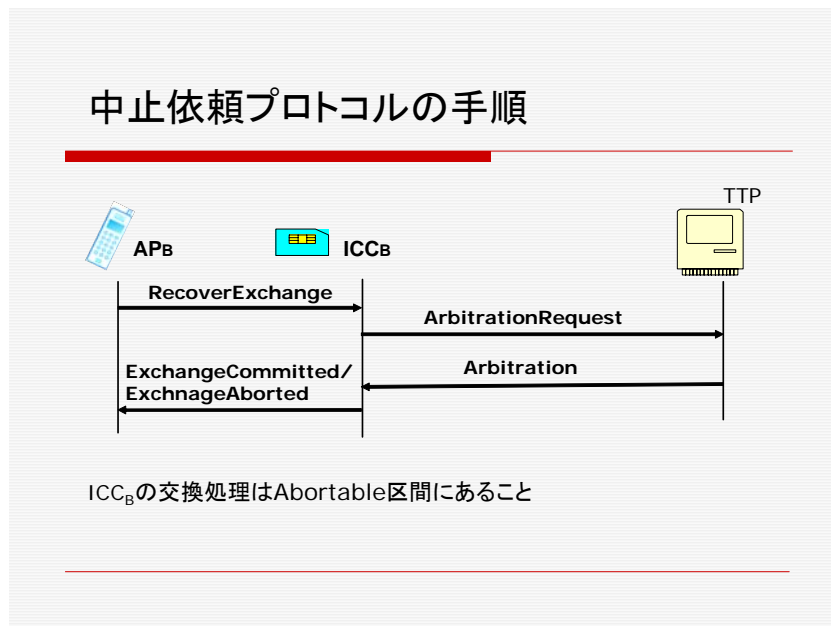 中止依頼プロトコルの手順
TTP
APB
ICCB
RecoverExchange
ArbitrationRequest
Arbitration
ExchangeCommitted/
ExchnageAborted
ICCBの交換処理はAbortable区間にあること